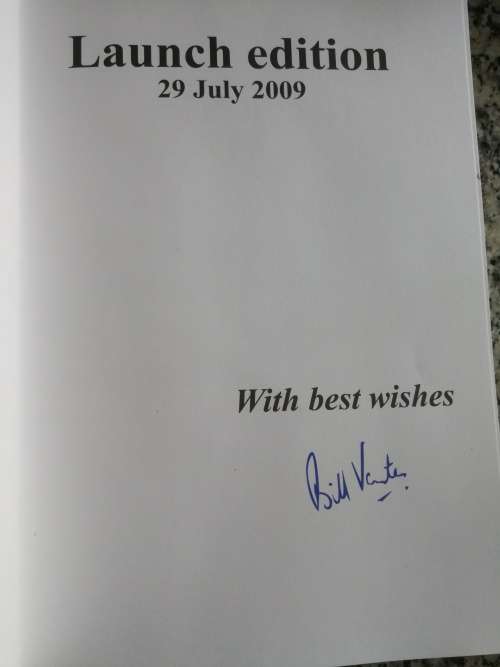 Launch edition
29 July 2009
With best wishes
Bill